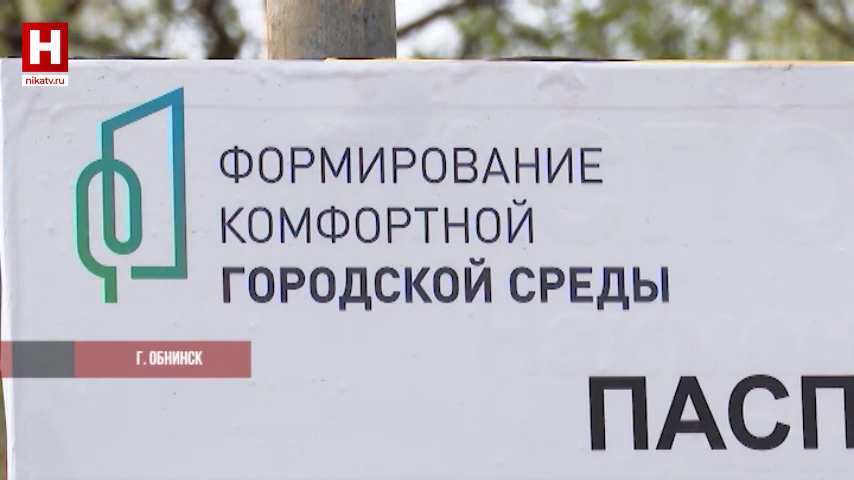 Н
nikatv.ru
ФОРМИРОВАНИЕ
КОМФОРТНОЙ
ГОРОДСКОЙ СРЕДЫ
Г. ОБНИНСК
ПАСП